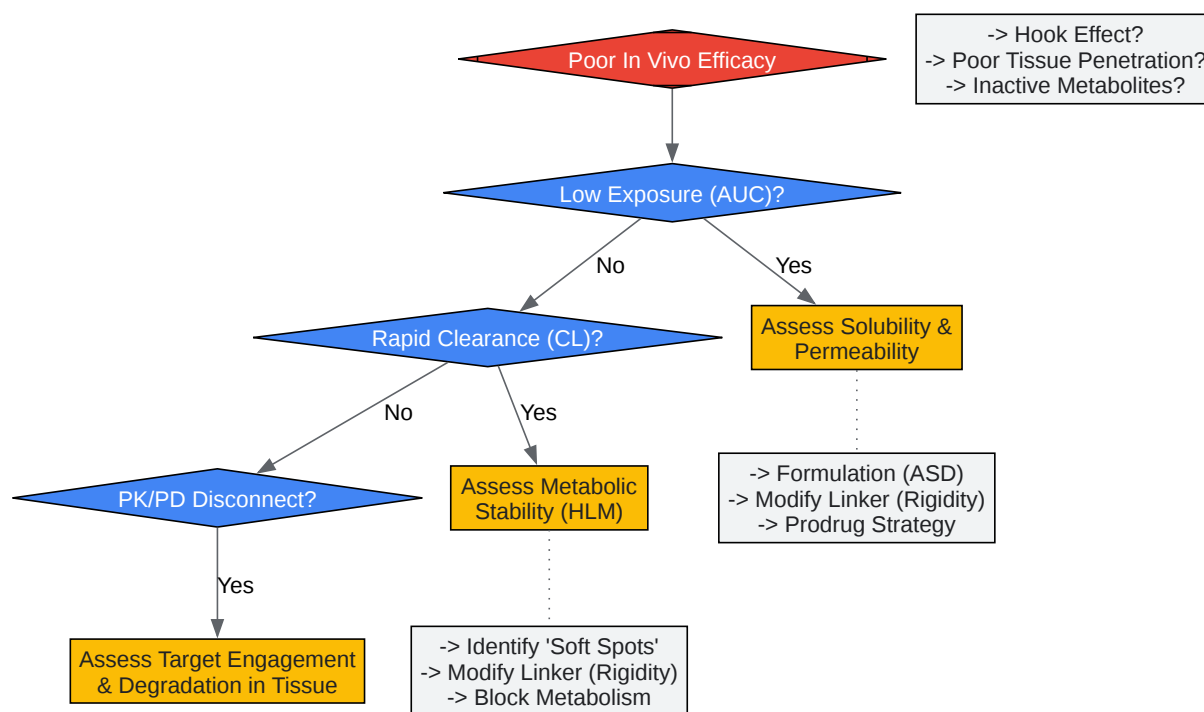 Poor In Vivo Efficacy
-> Hook Effect?
-> Poor Tissue Penetration?
-> Inactive Metabolites?
Low Exposure (AUC)?
No
Yes
Rapid Clearance (CL)?
Assess Solubility &
Permeability
No
Yes
PK/PD Disconnect?
Assess Metabolic
Stability (HLM)
-> Formulation (ASD)
-> Modify Linker (Rigidity)
-> Prodrug Strategy
Yes
Assess Target Engagement
& Degradation in Tissue
-> Identify 'Soft Spots'
-> Modify Linker (Rigidity)
-> Block Metabolism